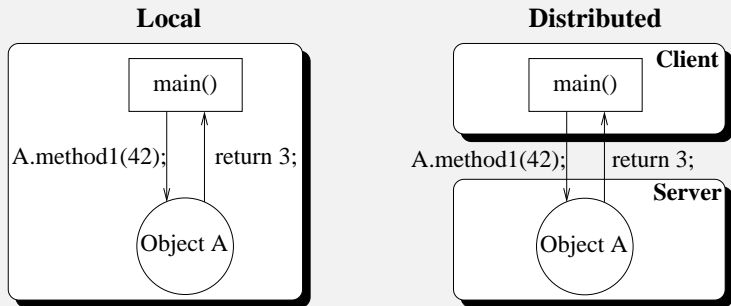 Local
main()
A.method1(42);
return 3;
Object A
Distributed
Client
main()
A.method1(42);
return 3;
Server
Object A